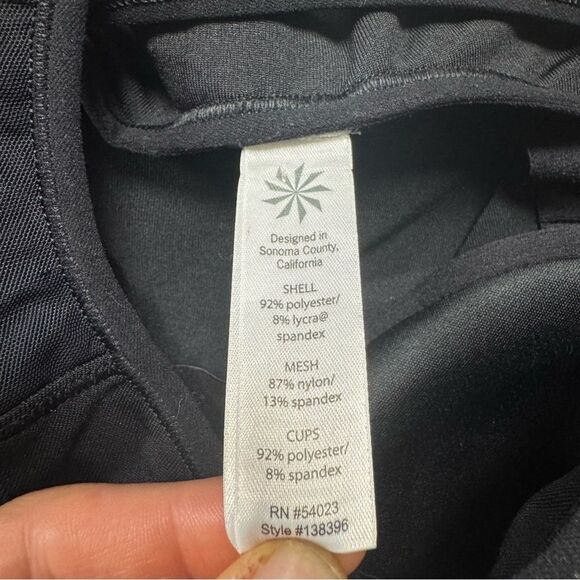 Designed in
Sonoma County,
California
SHELL
92% polyester/
8% lycra@
spandex
MESH
87% nylon/
13% spandex
CUPS
92% polyester/
8% spandex
RN #54023
Style #138396